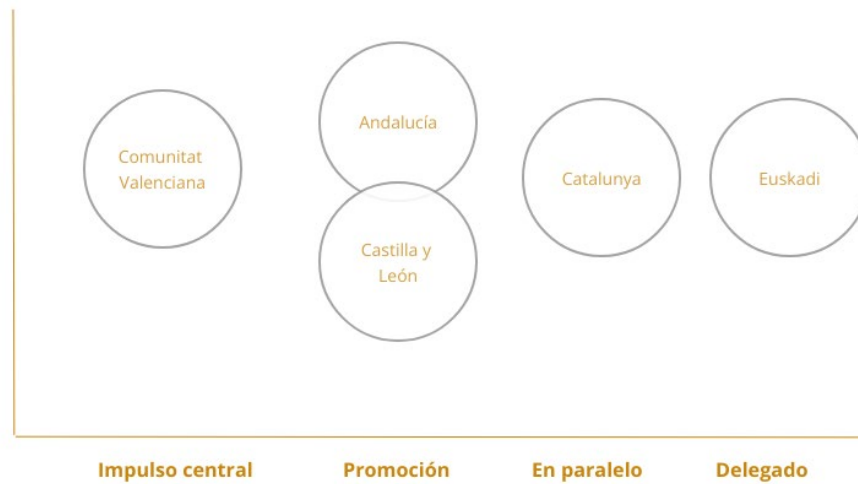 Comunitat
Valenciana
Andalucía
Castilla y
León
Catalunya
Euskadi
Impulso central
Promoción
En paralelo
Delegado